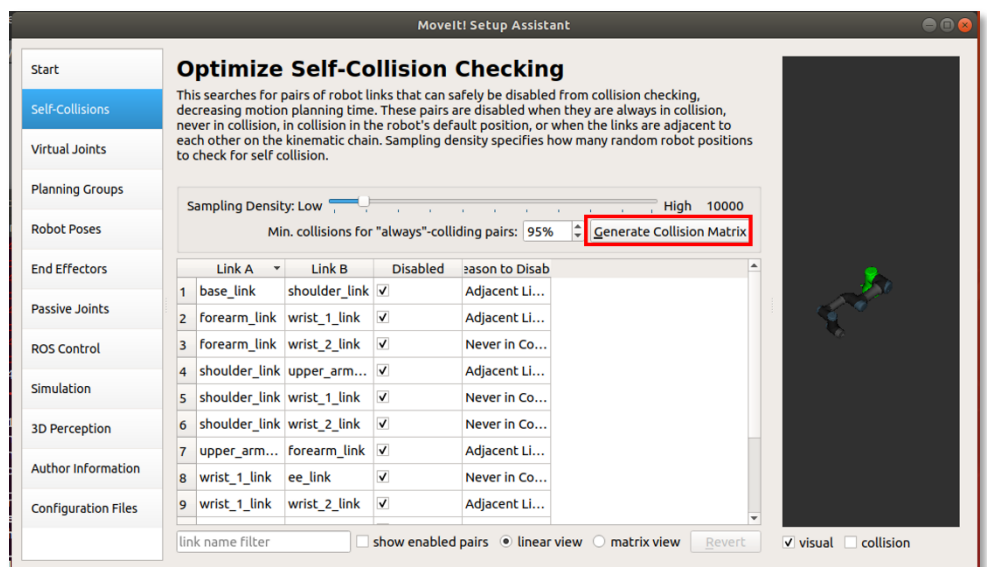 MoveIt! Setup Assistant
Start
Self-Collisions
Virtual Joints
Planning Groups
Robot Poses
End Effectors
Passive Joints
ROS Control
Simulation
3D Perception
Author Information
Configuration Files
Optimize Self-Collision Checking
This searches for pairs of robot links that can safely be disabled from collision checking,
decreasing motion planning time. These pairs are disabled when they are always in collision,
never in collision, in collision in the robot's default position, or when the links are adjacent to
each other on the kinematic chain. Sampling density specifies how many random robot positions
to check for self collision.
Sampling Density: Low High 10000
Min. collisions for "always"-colliding pairs: 95% Generate Collision Matrix
Link A Link B Disabled eason to Disab
1 base_link shoulder_link Adjacent Li...
2 forearm_link wrist_1_link Adjacent Li...
3 forearm_link wrist_2_link Never in Co...
4 shoulder_link upper_arm... Adjacent Li...
5 shoulder_link wrist_1_link Never in Co...
6 shoulder_link wrist_2_link Never in Co...
7 upper_arm... forearm_link Adjacent Li...
8 wrist_1_link ee_link Never in Co...
9 wrist_1_link wrist_2_link Adjacent Li...
link name filter show enabled pairs linear view matrix view Revert
visual collision